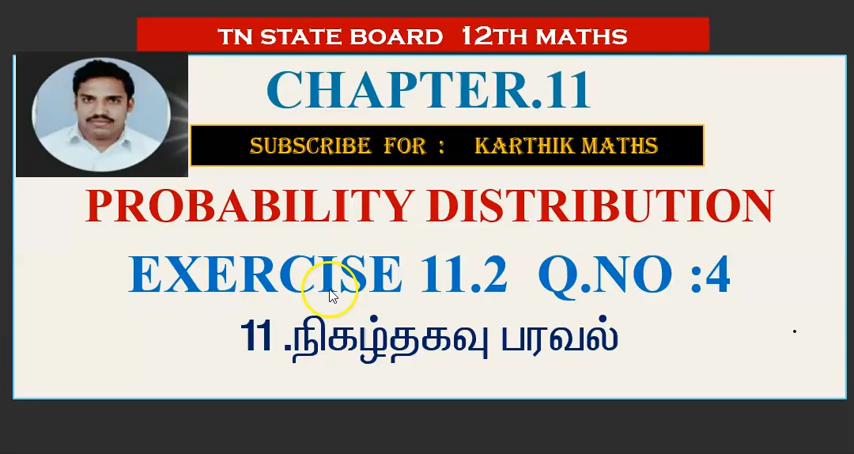 TN STATE BOARD 12TH MATHS
CHAPTER.11
SUBSCRIBE FOR : KARTHIK MATHS
PROBABILITY DISTRIBUTION
EXERCISE 11.2 Q.NO :4
11 .நிகழ்தகவு பரவல்